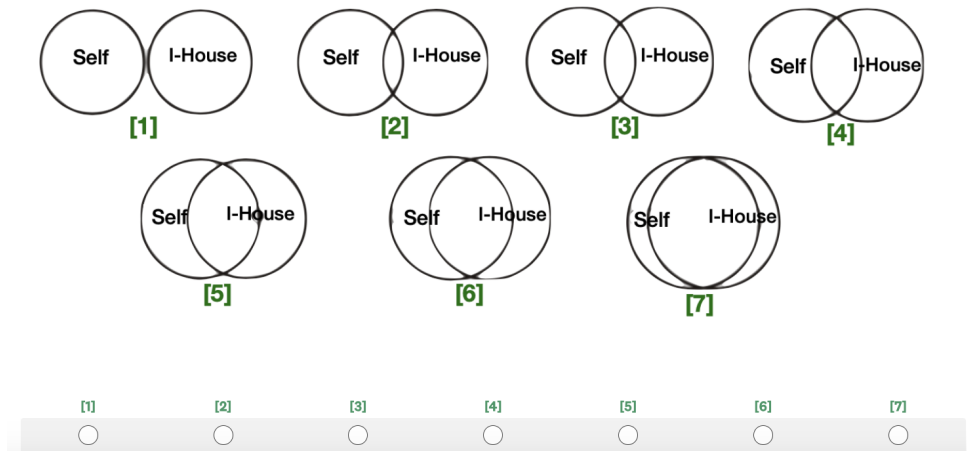 Self I-House Self I-House Self I-House Self I-House
[1] [2] [3] [4]
Self I-House Self I-House Self I-House
[5] [6] [7]
[1] [2] [3] [4] [5] [6] [7]